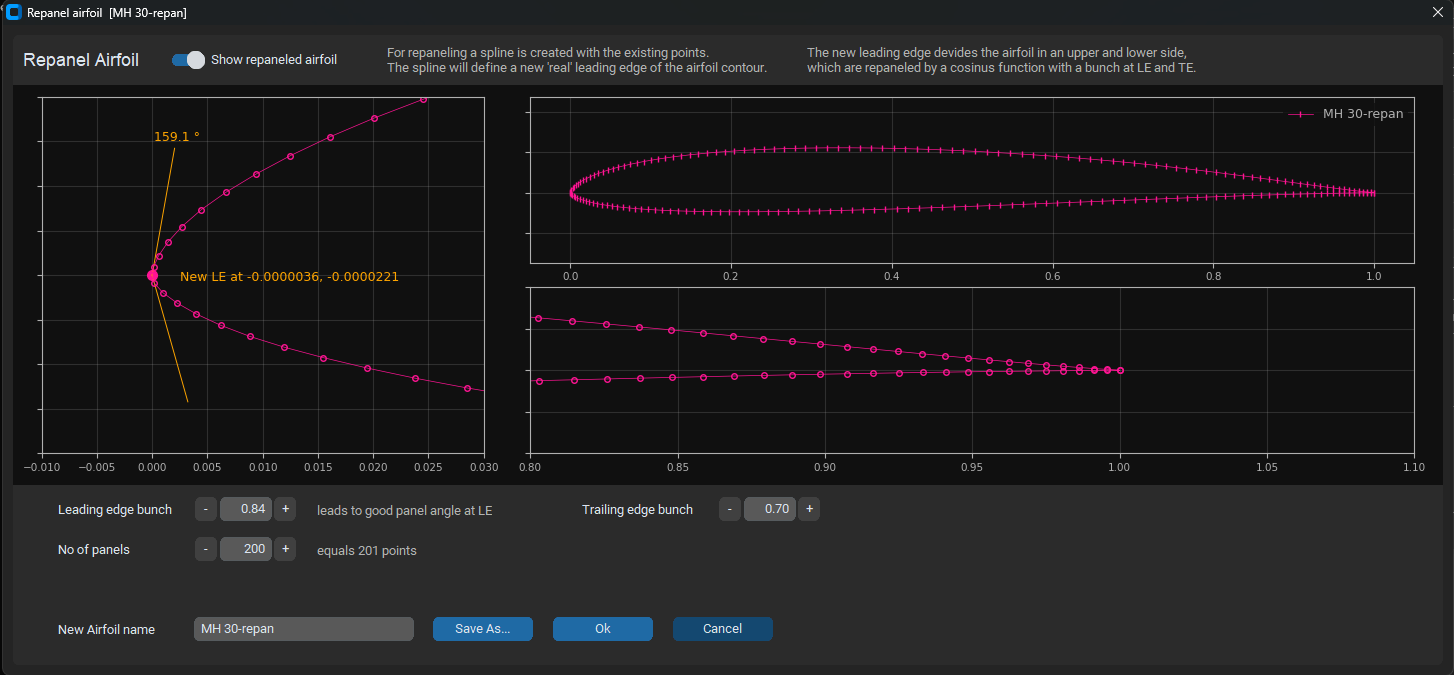 Repanel airfoil [MH 30-repan]
Repanel Airfoil
Show repaneled airfoil
For repaneling a spline is created with the existing points.
The spline will define a new 'real' leading edge of the airfoil contour.
The new leading edge devides the airfoil in an upper and lower side,
which are repaneled by a cosinus function with a bunch at LE and TE.
159.1 °
New LE at -0.0000036, -0.0000221
−0.010 −0.005 0.000 0.005 0.010 0.015 0.020 0.025 0.030
MH 30-repan
0.0 0.2 0.4 0.6 0.8 1.0
0.80 0.85 0.90 0.95 1.00 1.05 1.10
Leading edge bunch - 0.84 + leads to good panel angle at LE
Trailing edge bunch - 0.70 +
No of panels - 200 + equals 201 points
New Airfoil name MH 30-repan Save As... Ok Cancel